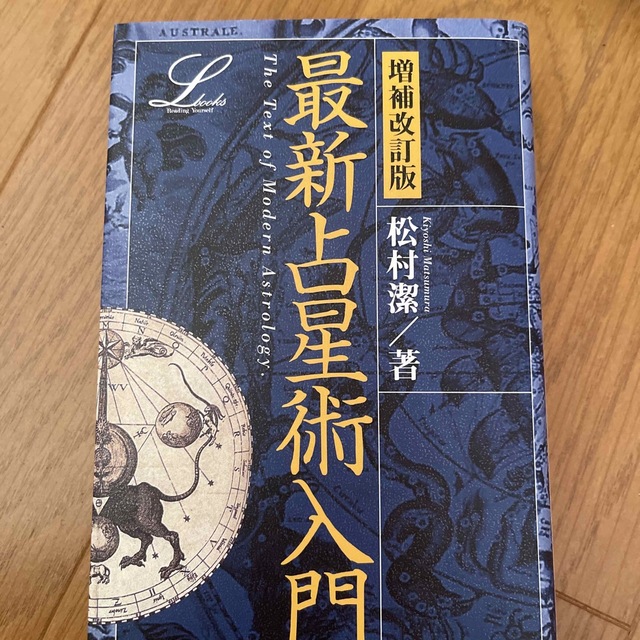 AUSTRALE.
L books
Reading Yourself
増補改訂版
最新占星術入門
The Text of Modern Astrology.
松村潔／著
Kiyoshi Matsumura